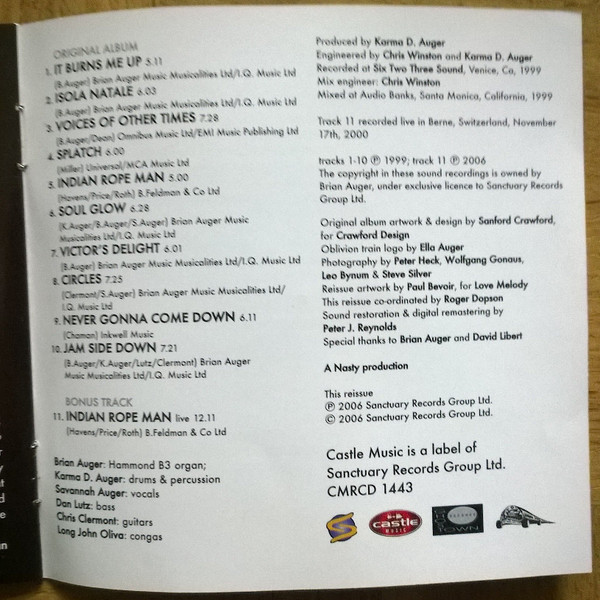 ORIGINAL ALBUM
1. IT BURNS ME UP 5.11
(B.Auger) Brian Auger Music Musicalities Ltd/I.Q. Music Ltd
2. ISOLA NATALE 6.03
(B.Auger) Brian Auger Music Musicalities Ltd/I.Q. Music Ltd
3. VOICES OF OTHER TIMES 7.28
(B.Auger/Dean) Omnibus Music Ltd/EMI Music Publishing Ltd
4. SPLATCH 6.00
(Miller) Universal/MCA Music Ltd
5. INDIAN ROPE MAN 5.00
(Havens/Price/Roth) B.Feldman & Co Ltd
6. SOUL GLOW 6.28
(K.Auger/B.Auger/S.Auger) Brian Auger Music
Musicalities Ltd/I.Q. Music Ltd
7. VICTOR'S DELIGHT 6.01
(B.Auger) Brian Auger Music Musicalities Ltd/I.Q. Music Ltd
8. CIRCLES 7.25
(Clermont/S.Auger) Brian Auger Music Musicalities Ltd/
I.Q. Music Ltd
9. NEVER GONNA COME DOWN 6.11
(Chaman) Inkwell Music
10. JAM SIDE DOWN 7.21
(B.Auger/K.Auger/Lutz/Clermont) Brian Auger
Music Musicalities Ltd/I.Q. Music Ltd
BONUS TRACK
11. INDIAN ROPE MAN live 12.11
(Havens/Price/Roth) B.Feldman & Co Ltd
Brian Auger: Hammond B3 organ;
Karma D. Auger: drums & percussion
Savannah Auger: vocals
Dan Lutz: bass
Chris Clermont: guitars
Long John Oliva: congas
Produced by Karma D. Auger
Engineered by Chris Winston and Karma D. Auger
Recorded at Six Two Three Sound, Venice, Ca, 1999
Mix engineer: Chris Winston
Mixed at Audio Banks, Santa Monica, California, 1999
Track 11 recorded live in Berne, Switzerland, November
17th, 2000
tracks 1-10 ℗ 1999; track 11 ℗ 2006
The copyright in these sound recordings is owned by
Brian Auger, under exclusive licence to Sanctuary Records
Group Ltd.
Original album artwork & design by Sanford Crawford,
for Crawford Design
Oblivion train logo by Ella Auger
Photography by Peter Heck, Wolfgang Gonaus,
Leo Bynum & Steve Silver
Reissue artwork by Paul Bevoir, for Love Melody
This reissue co-ordinated by Roger Dopson
Sound restoration & digital remastering by
Peter J. Reynolds
Special thanks to Brian Auger and David Libert
A Nasty production
This reissue
℗ 2006 Sanctuary Records Group Ltd.
© 2006 Sanctuary Records Group Ltd.
Castle Music is a label of
Sanctuary Records Group Ltd.
CMRCD 1443
castle
MUSIC
TOWN